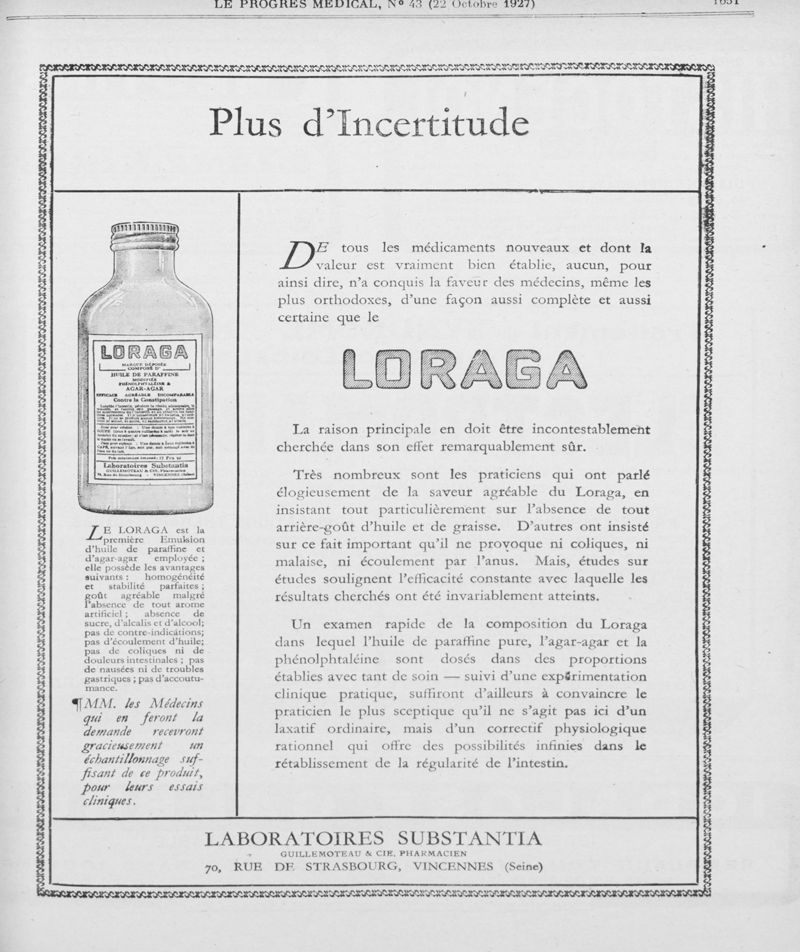 LE PROGRES MEDICAL, Nº 43 (22 Octobre 1927)
1651
Plus d'Incertitude
LORAGA
MARQUE DÉPOSÉE
COMPOSÉ D'
HUILE DE PARAFFINE
MODIFIÉE
PHÉNOLPHTALÉINE &
AGAR-AGAR
EFFICACE AGRÉABLE INCOMPARABLE
Contre la Constipation
Laboratoires Substantia
GUILLEMOTEAU & CIE, Pharmacien
LE LORAGA est la
première Emulsion
d'huile de paraffine et
d'agar-agar employée ;
elle possède les avantages
suivants : homogénéité
et stabilité parfaites ;
goût agréable malgré
l'absence de tout arome
artificiel ; absence de
sucre, d'alcalis et d'alcool;
pas de contre-indications;
pas d'écoulement d'huile;
pas de coliques ni de
douleurs intestinales ; pas
de nausées ni de troubles
gastriques ; pas d'accoutu-
mance.
¶MM. les Médecins
qui en feront la
demande recevront
gracieusement un
échantillonnage suf-
fisant de ce produit,
pour leurs essais
cliniques.
DE tous les médicaments nouveaux et dont la
valeur est vraiment bien établie, aucun, pour
ainsi dire, n'a conquis la faveur des médecins, même les
plus orthodoxes, d'une façon aussi complète et aussi
certaine que le
LORAGA
La raison principale en doit être incontestablement
cherchée dans son effet remarquablement sûr.
Très nombreux sont les praticiens qui ont parlé
élogieusement de la saveur agréable du Loraga, en
insistant tout particulièrement sur l'absence de tout
arrière-goût d'huile et de graisse. D'autres ont insisté
sur ce fait important qu'il ne provoque ni coliques, ni
malaise, ni écoulement par l'anus. Mais, études sur
études soulignent l'efficacité constante avec laquelle les
résultats cherchés ont été invariablement atteints.
Un examen rapide de la composition du Loraga
dans lequel l'huile de paraffine pure, l'agar-agar et la
phénolphtaléine sont dosés dans des proportions
établies avec tant de soin — suivi d'une expérimentation
clinique pratique, suffiront d'ailleurs à convaincre le
praticien le plus sceptique qu'il ne s'agit pas ici d'un
laxatif ordinaire, mais d'un correctif physiologique
rationnel qui offre des possibilités infinies dans le
rétablissement de la régularité de l'intestin.
LABORATOIRES SUBSTANTIA
GUILLEMOTEAU & CIE, PHARMACIEN
70, RUE DE STRASBOURG, VINCENNES (Seine)